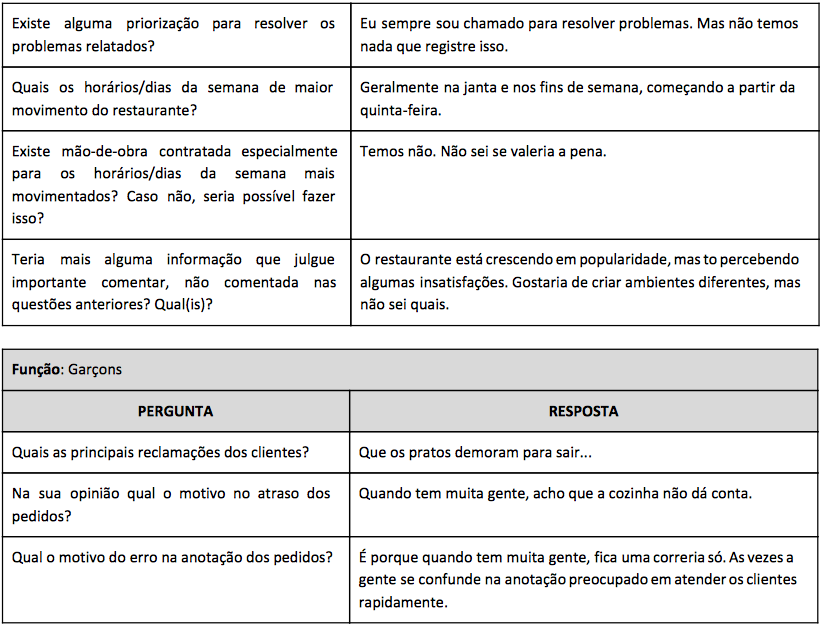 Existe alguma priorização para resolver os
problemas relatados?
Eu sempre sou chamado para resolver problemas. Mas não temos
nada que registre isso.
Quais os horários/dias da semana de maior
movimento do restaurante?
Geralmente na janta e nos fins de semana, começando a partir da
quinta-feira.
Existe mão-de-obra contratada especialmente
para os horários/dias da semana mais
movimentados? Caso não, seria possível fazer
isso?
Temos não. Não sei se valeria a pena.
Teria mais alguma informação que julgue
importante comentar, não comentada nas
questões anteriores? Qual(is)?
O restaurante está crescendo em popularidade, mas to percebendo
algumas insatisfações. Gostaria de criar ambientes diferentes, mas
não sei quais.
Função: Garçons
PERGUNTA
RESPOSTA
Quais as principais reclamações dos clientes?
Que os pratos demoram para sair...
Na sua opinião qual o motivo no atraso dos
pedidos?
Quando tem muita gente, acho que a cozinha não dá conta.
Qual o motivo do erro na anotação dos pedidos?
É porque quando tem muita gente, fica uma correria só. As vezes a
gente se confunde na anotação preocupado em atender os clientes
rapidamente.